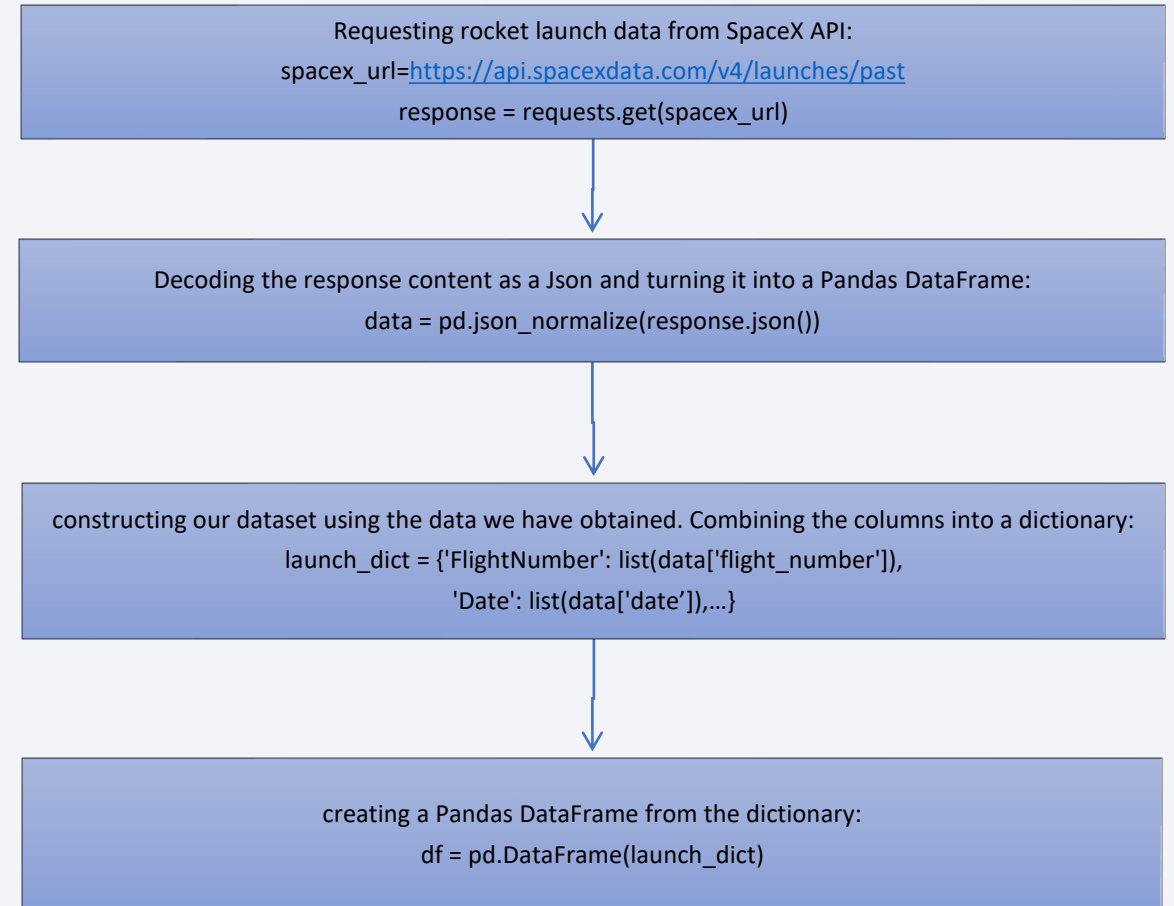 Requesting rocket launch data from SpaceX API:
spacex_url=https://api.spacexdata.com/v4/launches/past
response = requests.get(spacex_url)
Decoding the response content as a Json and turning it into a Pandas DataFrame:
data = pd.json_normalize(response.json())
constructing our dataset using the data we have obtained. Combining the columns into a dictionary:
launch_dict = {'FlightNumber': list(data['flight_number']),
'Date': list(data['date’]),…}
creating a Pandas DataFrame from the dictionary:
df = pd.DataFrame(launch_dict)